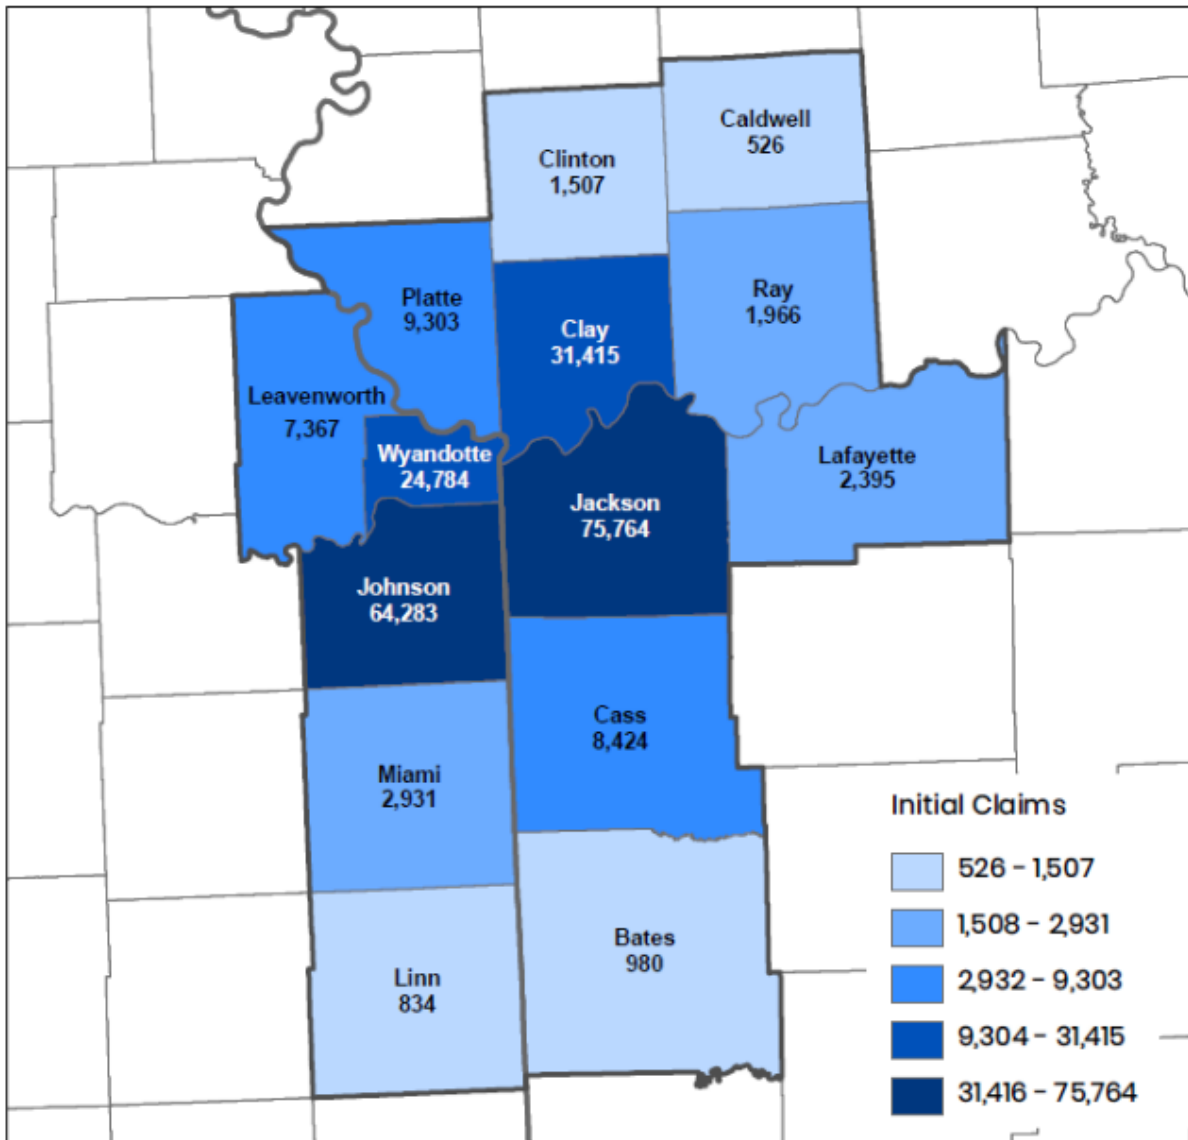 Caldwell
526
Clinton
1,507
Platte
9,303
Ray
1,966
Clay
31,415
Leavenworth
7,367
Wyandotte
24,784
Lafayette
2,395
Jackson
75,764
Johnson
64,283
Cass
8,424
Miami
2,931
Bates
980
Linn
834
Initial Claims
526 - 1,507
1,508 - 2,931
2,932 - 9,303
9,304 - 31,415
31,416 - 75,764